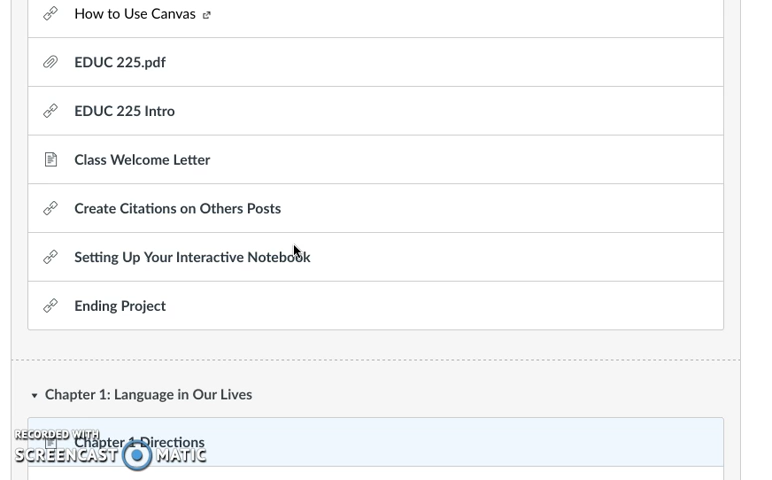 How to Use Canvas
EDUC 225.pdf
EDUC 225 Intro
Class Welcome Letter
Create Citations on Others Posts
Setting Up Your Interactive Notebook
Ending Project
Chapter 1: Language in Our Lives
Chapter 1 Directions
RECORDED WITH
SCREENCAST MATIC